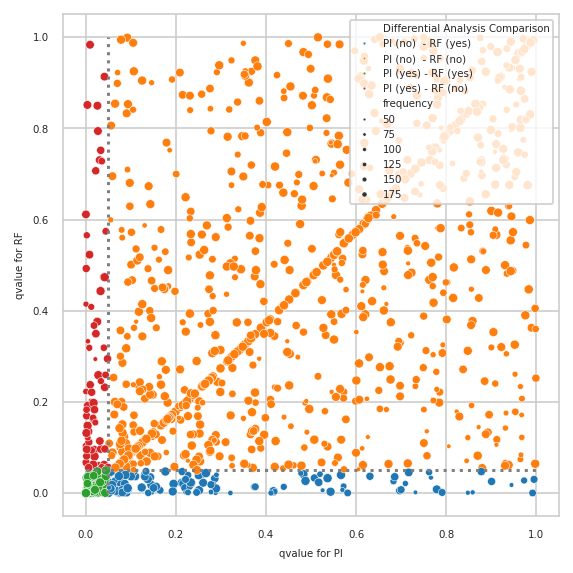 Differential Analysis Comparison
PI (no) - RF (yes)
PI (no) - RF (no)
PI (yes) - RF (yes)
PI (yes) - RF (no)
frequency
50
75
100
125
150
175
1.0
0.8
0.6
0.4
0.2
0.0
qvalue for RF
0.0 0.2 0.4 0.6 0.8 1.0
qvalue for PI